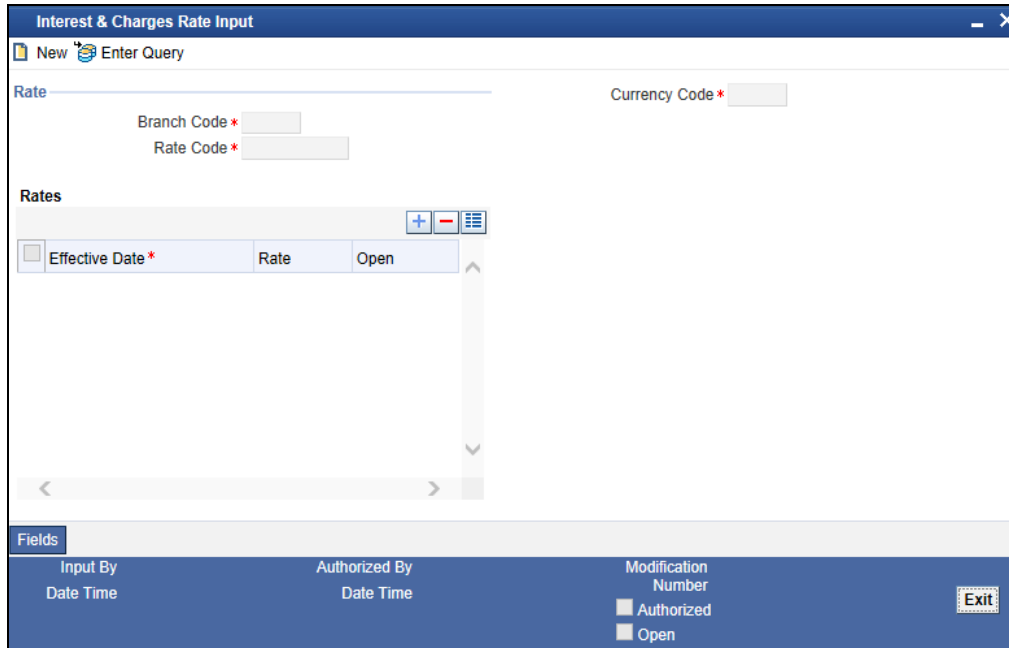 Interest & Charges Rate Input
New Enter Query
Rate
Currency Code *
Branch Code *
Rate Code *
Rates
Effective Date * Rate Open
Fields
Input By Authorized By Modification Number
Date Time Date Time
Authorized
Open
Exit